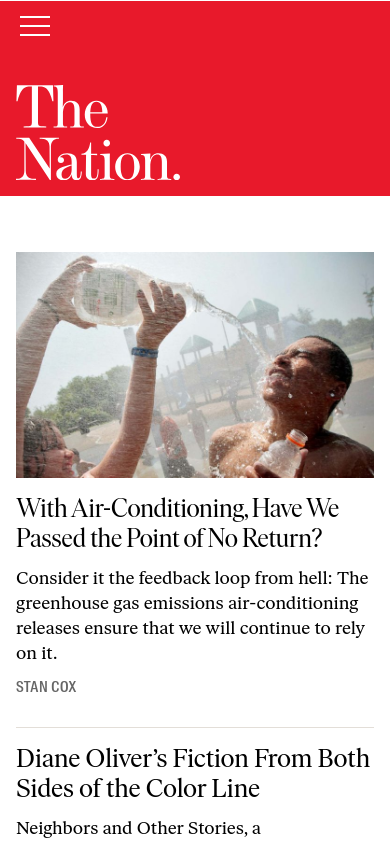 The
Nation.
With Air-Conditioning, Have We
Passed the Point of No Return?
Consider it the feedback loop from hell: The
greenhouse gas emissions air-conditioning
releases ensure that we will continue to rely
on it.
STAN COX
Diane Oliver’s Fiction From Both
Sides of the Color Line
Neighbors and Other Stories, a